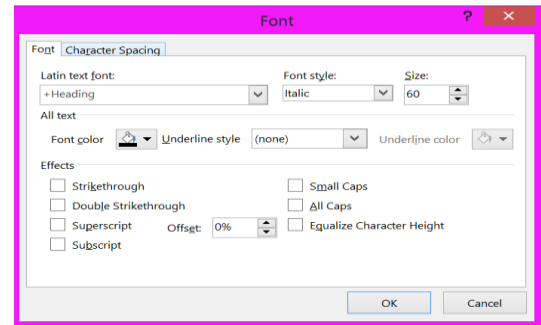 Font
? ×
Font Character Spacing
Latin text font: Font style: Size:
+Heading Italic 60
All text
Font color Underline style (none) Underline color
Effects
Strikethrough Small Caps
Double Strikethrough All Caps
Superscript Offset: 0% Equalize Character Height
Subscript
OK Cancel